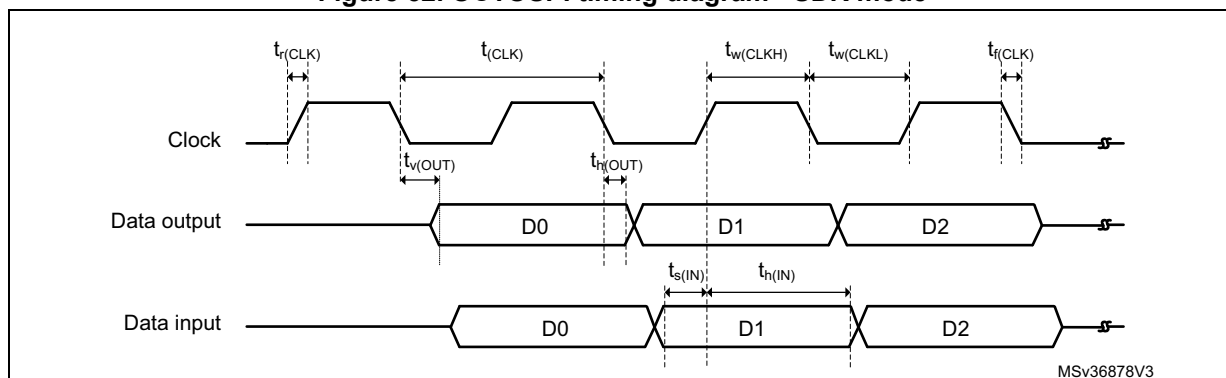 t_r(CLK) t_(CLK) t_w(CLKH) t_w(CLKL) t_f(CLK)
Clock
t_v(OUT) t_h(OUT)
Data output D0 D1 D2
t_s(IN) t_h(IN)
Data input D0 D1 D2
MSv36878V3